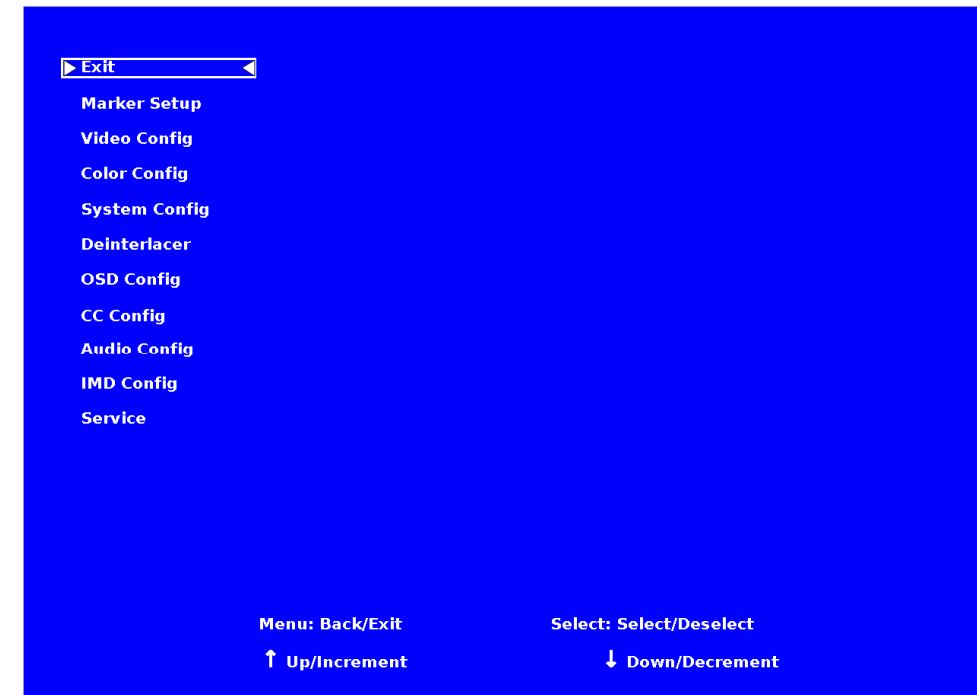 Exit
Marker Setup
Video Config
Color Config
System Config
Deinterlacer
OSD Config
CC Config
Audio Config
IMD Config
Service
Menu: Back/Exit Select: Select/Deselect
↑ Up/Increment ↓ Down/Decrement